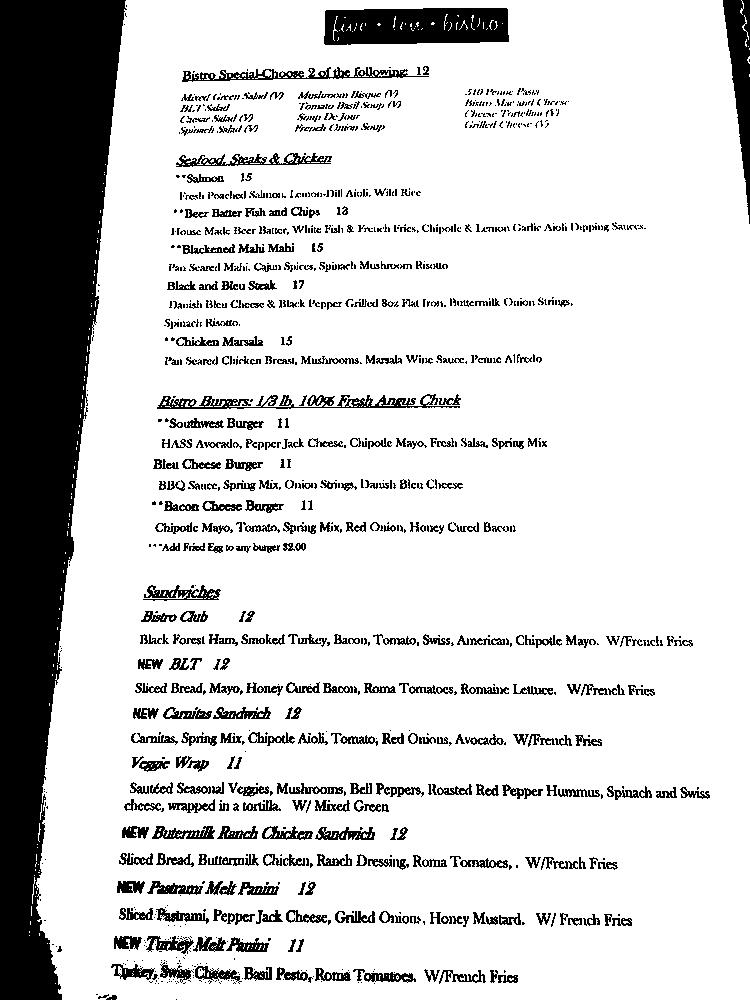 five · ten · bistro
Bistro Special-Choose 2 of the following: 12
Mixed Green Salad (V) Mushroom Bisque (V) 510 Penne Pasta
BLT Salad Tomato Basil Soup (V) Bistro Mac and Cheese
Caesar Salad (V) Soup De Jour Cheese Tortellini (V)
Spinach Salad (V) French Onion Soup Grilled Cheese (V)
Seafood, Steaks & Chicken
**Salmon 15
Fresh Poached Salmon, Lemon-Dill Aioli, Wild Rice
**Beer Batter Fish and Chips 13
House Made Beer Batter, White Fish & French Fries, Chipotle & Lemon Garlic Aioli Dipping Sauces.
**Blackened Mahi Mahi 15
Pan Seared Mahi, Cajun Spices, Spinach Mushroom Risotto
Black and Bleu Steak 17
Danish Bleu Cheese & Black Pepper Grilled 8oz Flat Iron, Buttermilk Onion Strings,
Spinach Risotto.
**Chicken Marsala 15
Pan Seared Chicken Breast, Mushrooms, Marsala Wine Sauce, Penne Alfredo
Bistro Burgers: 1/3 lb, 100% Fresh Angus Chuck
**Southwest Burger 11
HASS Avocado, Pepper Jack Cheese, Chipotle Mayo, Fresh Salsa, Spring Mix
Bleu Cheese Burger 11
BBQ Sauce, Spring Mix, Onion Strings, Danish Bleu Cheese
**Bacon Cheese Burger 11
Chipotle Mayo, Tomato, Spring Mix, Red Onion, Honey Cured Bacon
***Add Fried Egg to any burger $2.00
Sandwiches
Bistro Club 12
Black Forest Ham, Smoked Turkey, Bacon, Tomato, Swiss, American, Chipotle Mayo. W/French Fries
NEW BLT 12
Sliced Bread, Mayo, Honey Cured Bacon, Roma Tomatoes, Romaine Lettuce. W/French Fries
NEW Carnitas Sandwich 12
Carnitas, Spring Mix, Chipotle Aioli, Tomato, Red Onions, Avocado. W/French Fries
Veggie Wrap 11
Sautéed Seasonal Veggies, Mushrooms, Bell Peppers, Roasted Red Pepper Hummus, Spinach and Swiss
cheese, wrapped in a tortilla. W/ Mixed Green
NEW Butermilk Ranch Chicken Sandwich 12
Sliced Bread, Buttermilk Chicken, Ranch Dressing, Roma Tomatoes, . W/French Fries
NEW Pastrami Melt Panini 12
Sliced Pastrami, Pepper Jack Cheese, Grilled Onions, Honey Mustard. W/ French Fries
NEW Turkey Melt Panini 11
Turkey, Swiss Cheese, Basil Pesto, Roma Tomatoes. W/French Fries